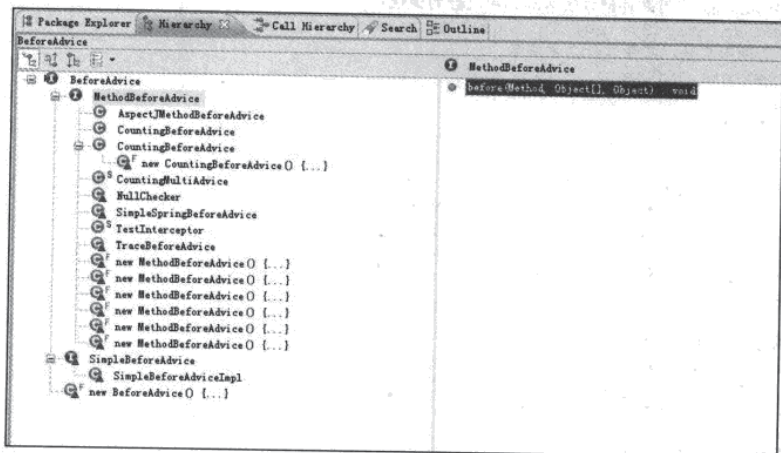 Package Explorer Hierarchy Call Hierarchy Search Outline
BeforeAdvice
MethodBeforeAdvice
BeforeAdvice
before(Method, Object[], Object) : void
MethodBeforeAdvice
AspectJMethodBeforeAdvice
CountingBeforeAdvice
CountingBeforeAdvice
new CountingBeforeAdvice() {...}
CountingMultiAdvice
NullChecker
SimpleSpringBeforeAdvice
TestInterceptor
TraceBeforeAdvice
new MethodBeforeAdvice() {...}
new MethodBeforeAdvice() {...}
new MethodBeforeAdvice() {...}
new MethodBeforeAdvice() {...}
new MethodBeforeAdvice() {...}
new MethodBeforeAdvice() {...}
SimpleBeforeAdvice
SimpleBeforeAdviceImpl
new BeforeAdvice() {...}